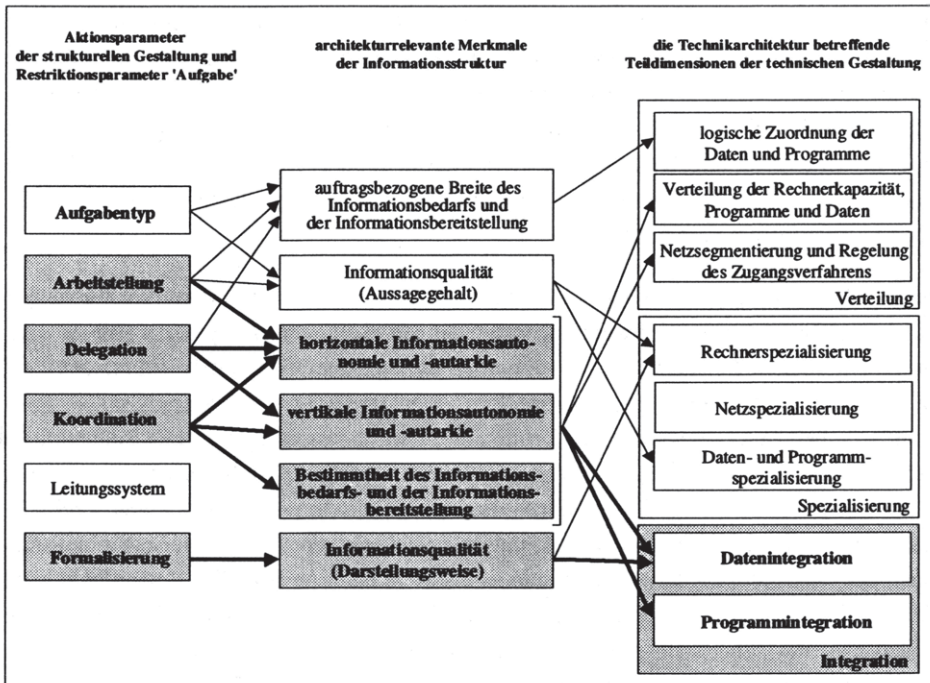 Aktionsparameter
der strukturellen Gestaltung und
Restriktionsparameter 'Aufgabe'
architekturrelevante Merkmale
der Informationsstruktur
die Technikarchitektur betreffende
Teildimensionen der technischen Gestaltung
Aufgabentyp
Arbeitstellung
Delegation
Koordination
Leitungssystem
Formalisierung
auftragsbezogene Breite des
Informationsbedarfs und
der Informationsbereitstellung
Informationsqualität
(Aussagegehalt)
horizontale Informationsauto-
nomie und -autarkie
vertikale Informationsautonomie
und -autarkie
Bestimmtheit des Informations-
bedarfs- und der Informations-
bereitstellung
Informationsqualität
(Darstellungsweise)
logische Zuordnung der
Daten und Programme
Verteilung der Rechnerkapazität,
Programme und Daten
Netzsegmentierung und Regelung
des Zugangsverfahrens
Verteilung
Rechnerspezialisierung
Netzspezialisierung
Daten- und Programm-
spezialisierung
Spezialisierung
Datenintegration
Programmintegration
Integration